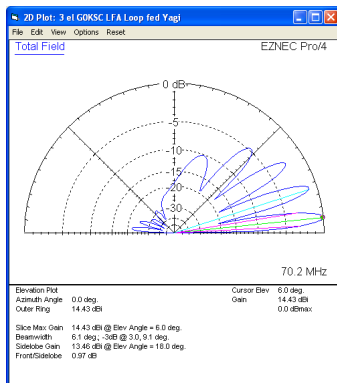 2D Plot: 3 el G0KSC LFA Loop fed Yagi
File Edit View Options Reset
Total Field EZNEC Pro/4
0 dB
-5
-10
-15
-20
-30
70.2 MHz
Elevation Plot Cursor Elev 6.0 deg.
Azimuth Angle 0.0 deg. Gain 14.43 dBi
Outer Ring 14.43 dBi 0.0 dBmax
Slice Max Gain 14.43 dBi @ Elev Angle = 6.0 deg.
Beamwidth 6.1 deg.; -3dB @ 3.0, 9.1 deg.
Sidelobe Gain 13.46 dBi @ Elev Angle = 18.0 deg.
Front/Sidelobe 0.97 dB